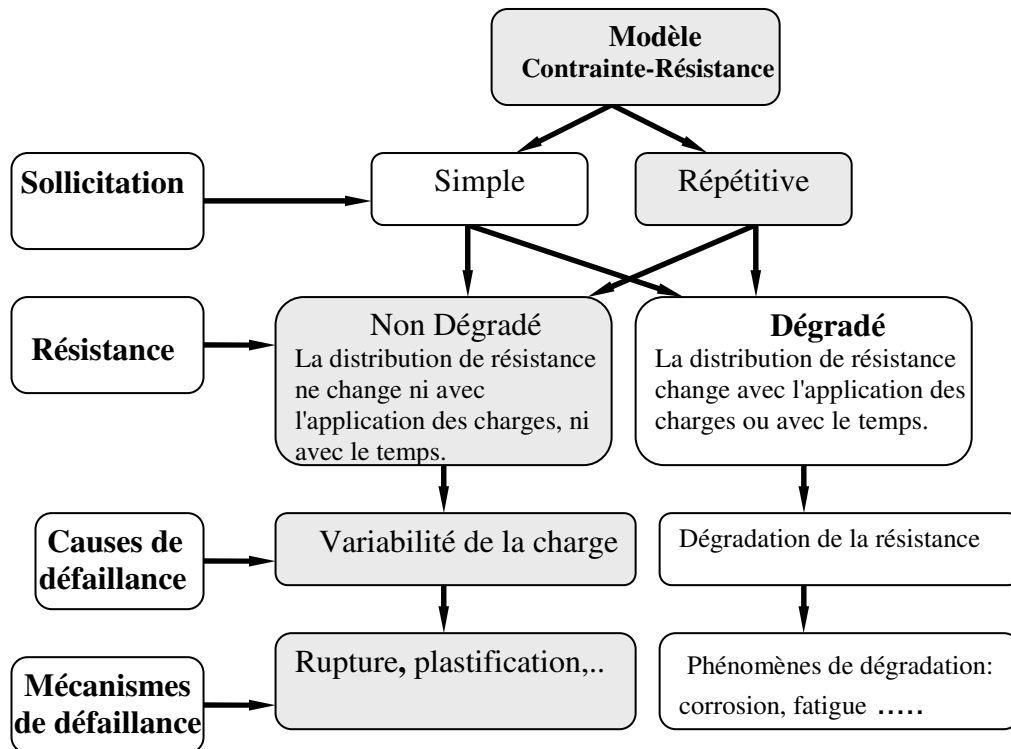 Modèle
Contrainte-Résistance
Sollicitation
Simple
Répétitive
Résistance
Non Dégradé
La distribution de résistance
ne change ni avec
l'application des charges, ni
avec le temps.
Dégradé
La distribution de résistance
change avec l'application des
charges ou avec le temps.
Causes de
défaillance
Variabilité de la charge
Dégradation de la résistance
Mécanismes
de défaillance
Rupture, plastification,..
Phénomènes de dégradation:
corrosion, fatigue .....